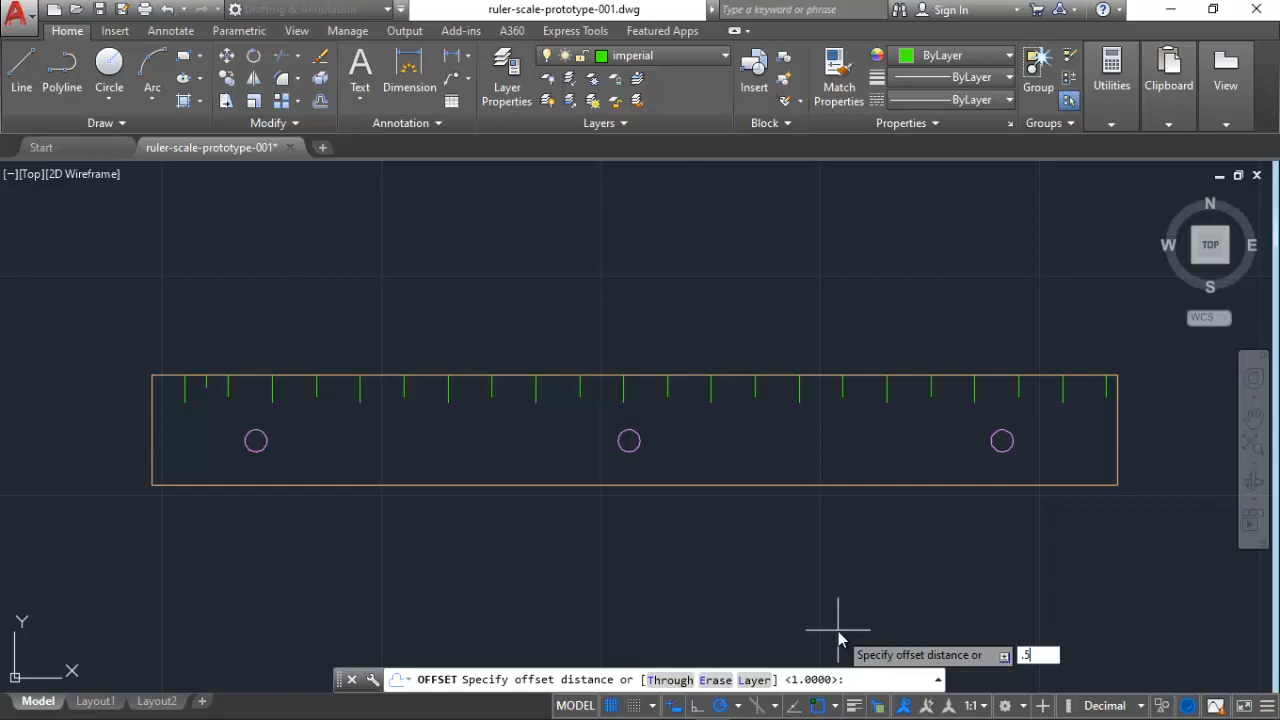 Drafting & Annotation
ruler-scale-prototype-001.dwg
Type a keyword or phrase
Sign In
Home Insert Annotate Parametric View Manage Output Add-ins A360 Express Tools Featured Apps
imperial
ByLayer
ByLayer
ByLayer
Line Polyline Circle Arc
Text Dimension
Layer
Properties
Insert
Match
Properties
Group
Utilities
Clipboard
View
Draw Modify Annotation Layers Block Properties Groups
Start ruler-scale-prototype-001*
[−][Top][2D Wireframe]
N
W TOP E
S
WCS
Y
X
Specify offset distance or .5
OFFSET Specify offset distance or [Through Erase Layer] <1.0000>:
Model Layout1 Layout2 +
MODEL 1:1 Decimal